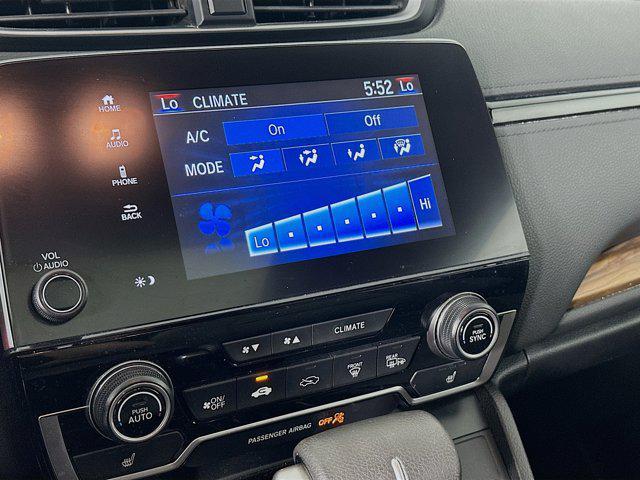 Lo CLIMATE 5:52 Lo
HOME
A/C On Off
AUDIO
MODE
PHONE
BACK
Lo Hi
VOL
AUDIO
PUSH SYNC
CLIMATE
FRONT REAR
ON/OFF
PUSH AUTO
PASSENGER AIRBAG OFF